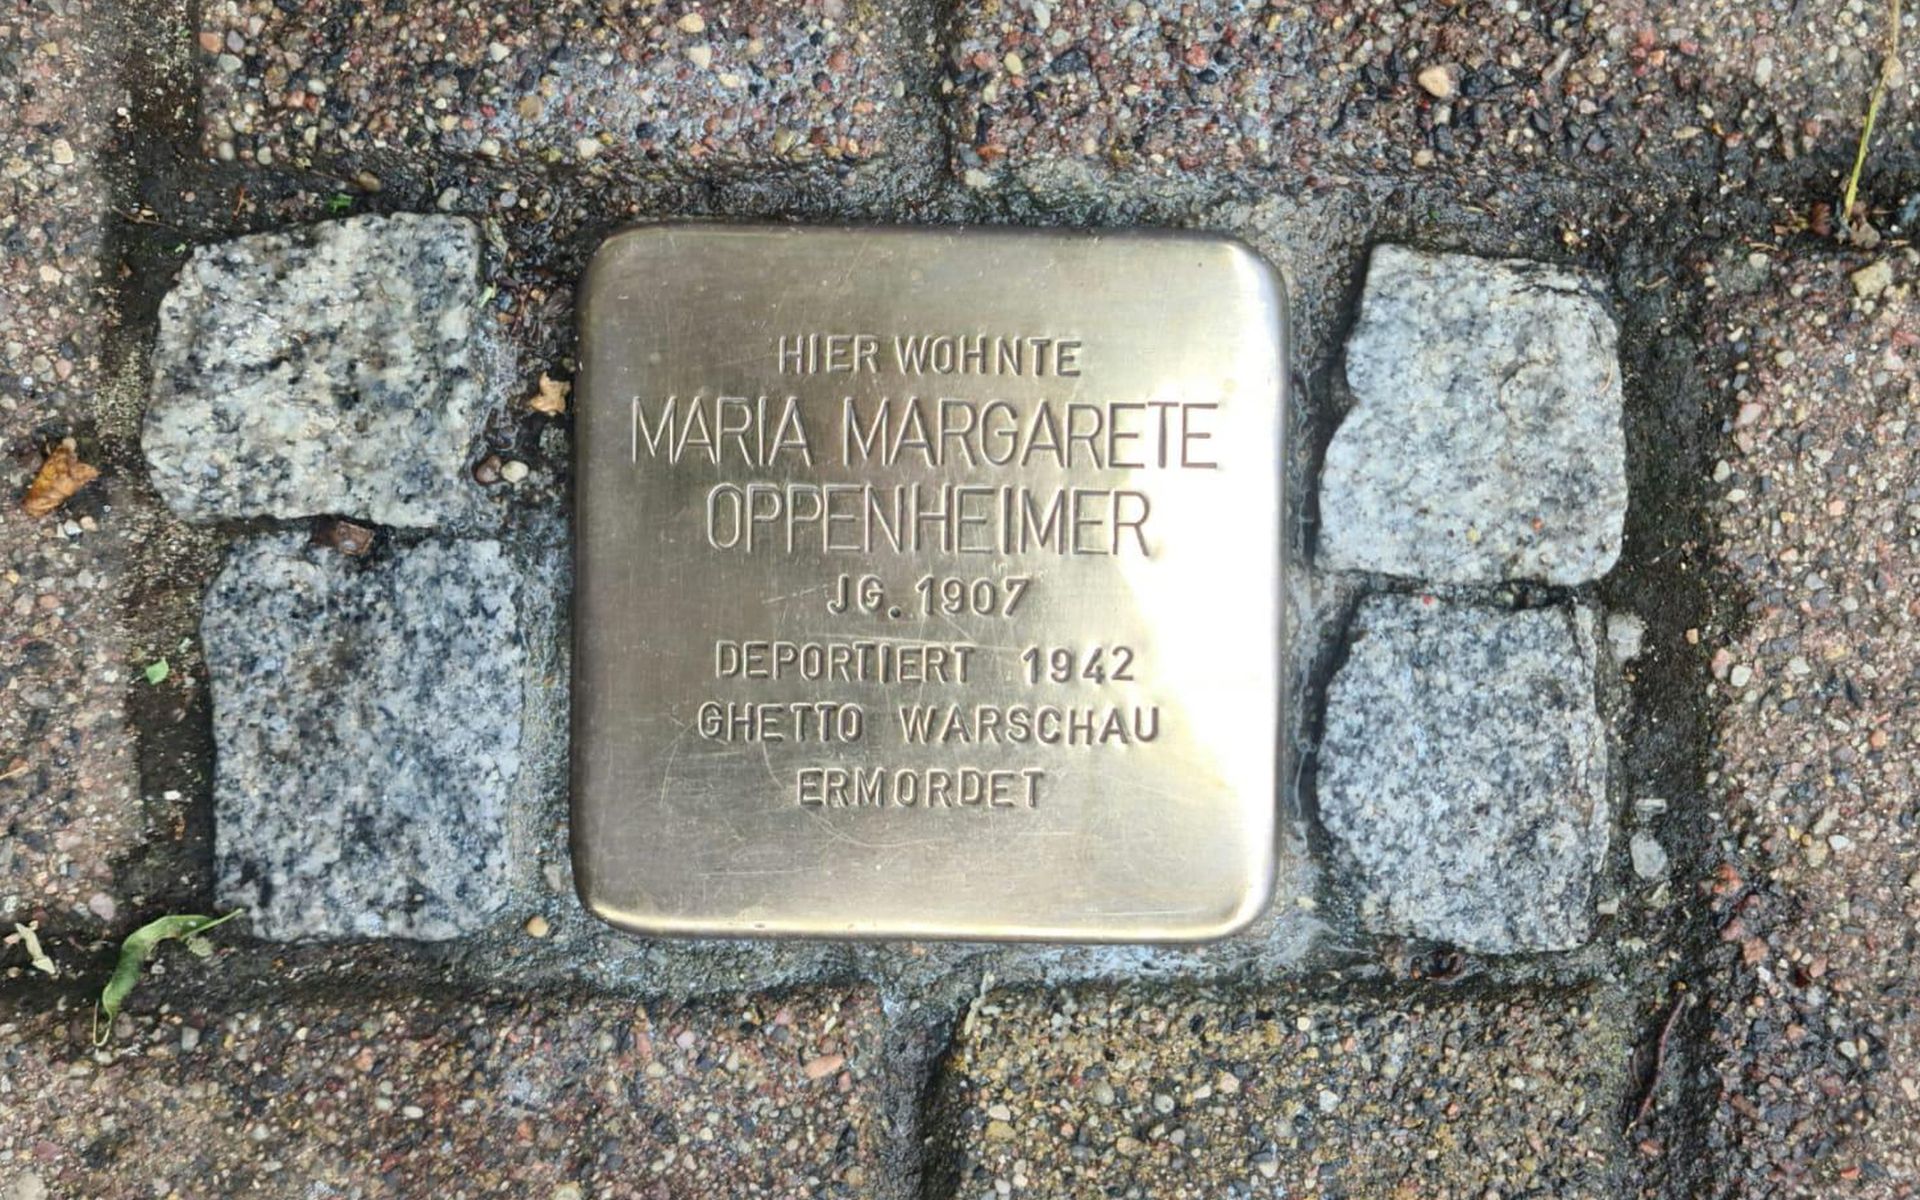 HIER WOHNTE
MARIA MARGARETE
OPPENHEIMER
JG. 1907
DEPORTIERT 1942
GHETTO WARSCHAU
ERMORDET